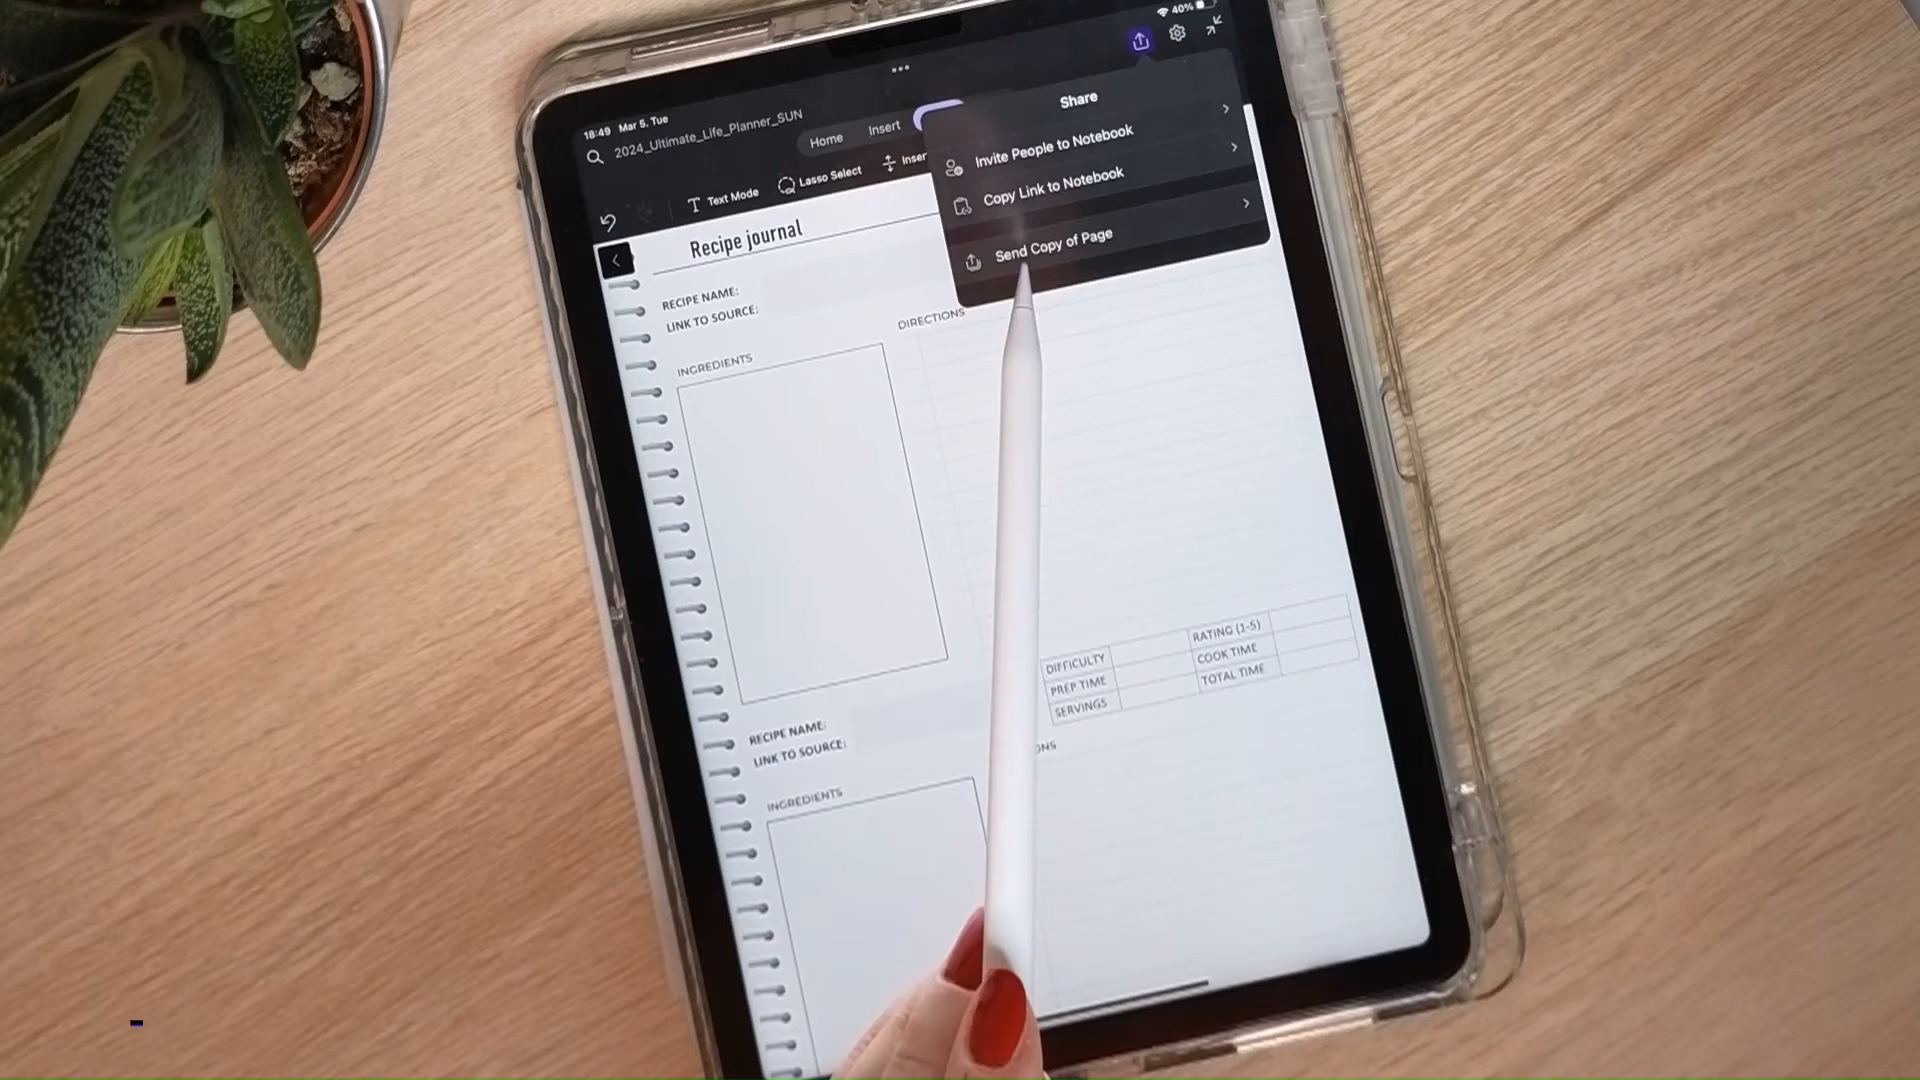 18:49 Mar 5. Tue
40%
2024_Ultimate_Life_Planner_SUN
Home Insert
Text Mode Lasso Select Inser
Share
Invite People to Notebook
Copy Link to Notebook
Send Copy of Page
Recipe journal
RECIPE NAME:
LINK TO SOURCE:
INGREDIENTS
DIRECTIONS
DIFFICULTY RATING (1-5)
PREP TIME COOK TIME
SERVINGS TOTAL TIME
RECIPE NAME:
LINK TO SOURCE:
INGREDIENTS
ONS